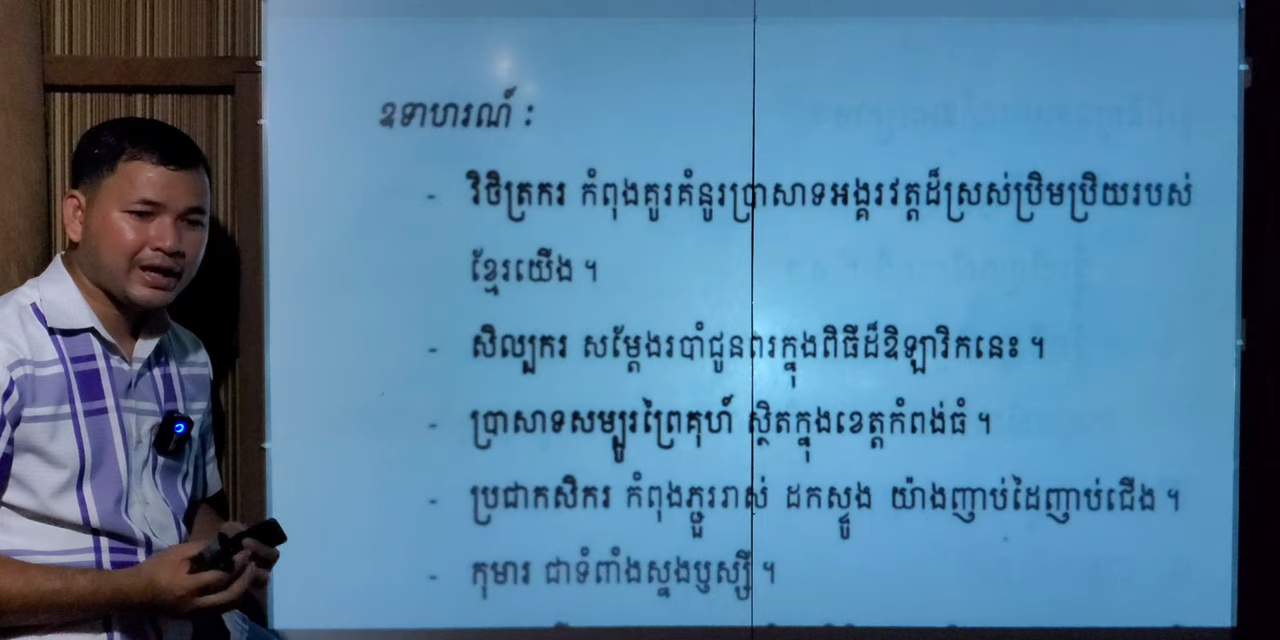 ឧទាហរណ៍ :
- វិចិត្រករ កំពុងគូរគំនូរប្រាសាទអង្គរវត្តដ៏ស្រស់ប្រិមប្រិយរបស់
ខ្មែរយើង ។
- សិល្បករ សម្ដែងរបាំជូនពរក្នុងពិធីដ៏ឱឡារិកនេះ ។
- ប្រាសាទសម្បូរព្រៃគុហ៍ ស្ថិតក្នុងខេត្តកំពង់ធំ ។
- ប្រជាកសិករ កំពុងភ្ជួររាស់ ដកស្ទូង យ៉ាងញាប់ដៃញាប់ជើង ។
- កុមារ ជាទំពាំងស្នងឫស្សី ។